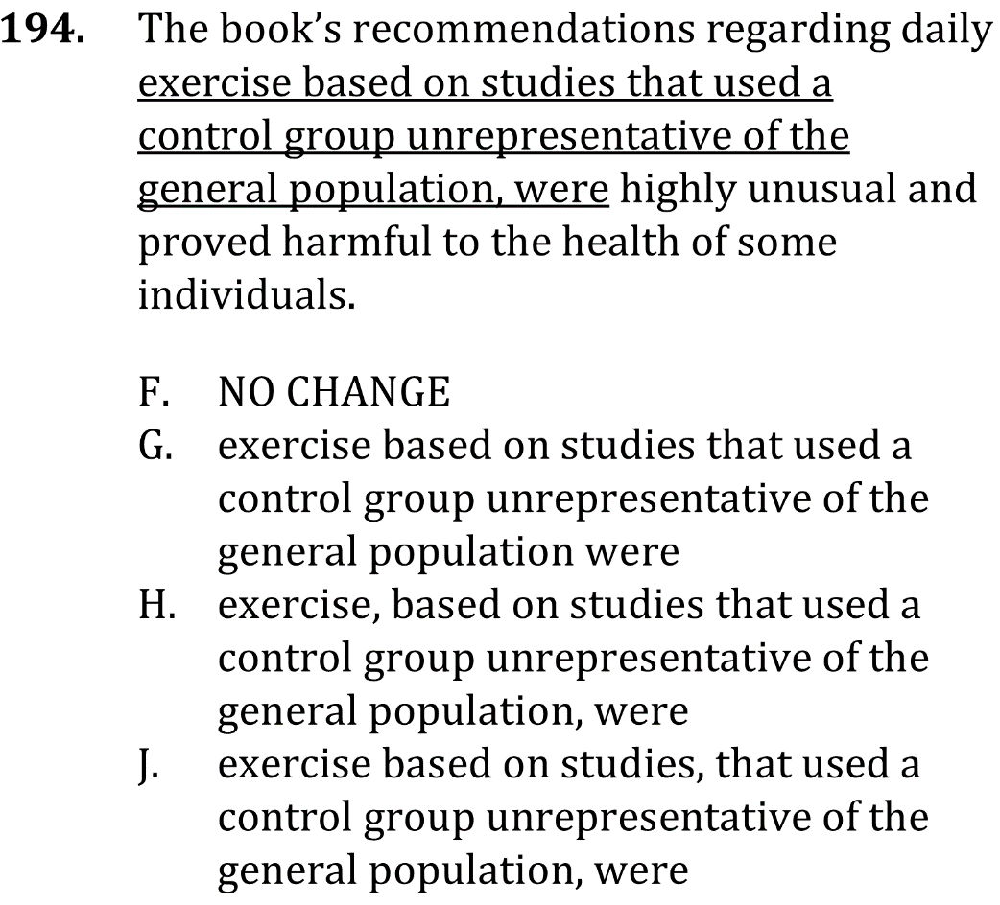 194. The book’s recommendations regarding daily
exercise based on studies that used a
control group unrepresentative of the
general population, were highly unusual and
proved harmful to the health of some
individuals.
F. NO CHANGE
G. exercise based on studies that used a
control group unrepresentative of the
general population were
H. exercise, based on studies that used a
control group unrepresentative of the
general population, were
J. exercise based on studies, that used a
control group unrepresentative of the
general population, were